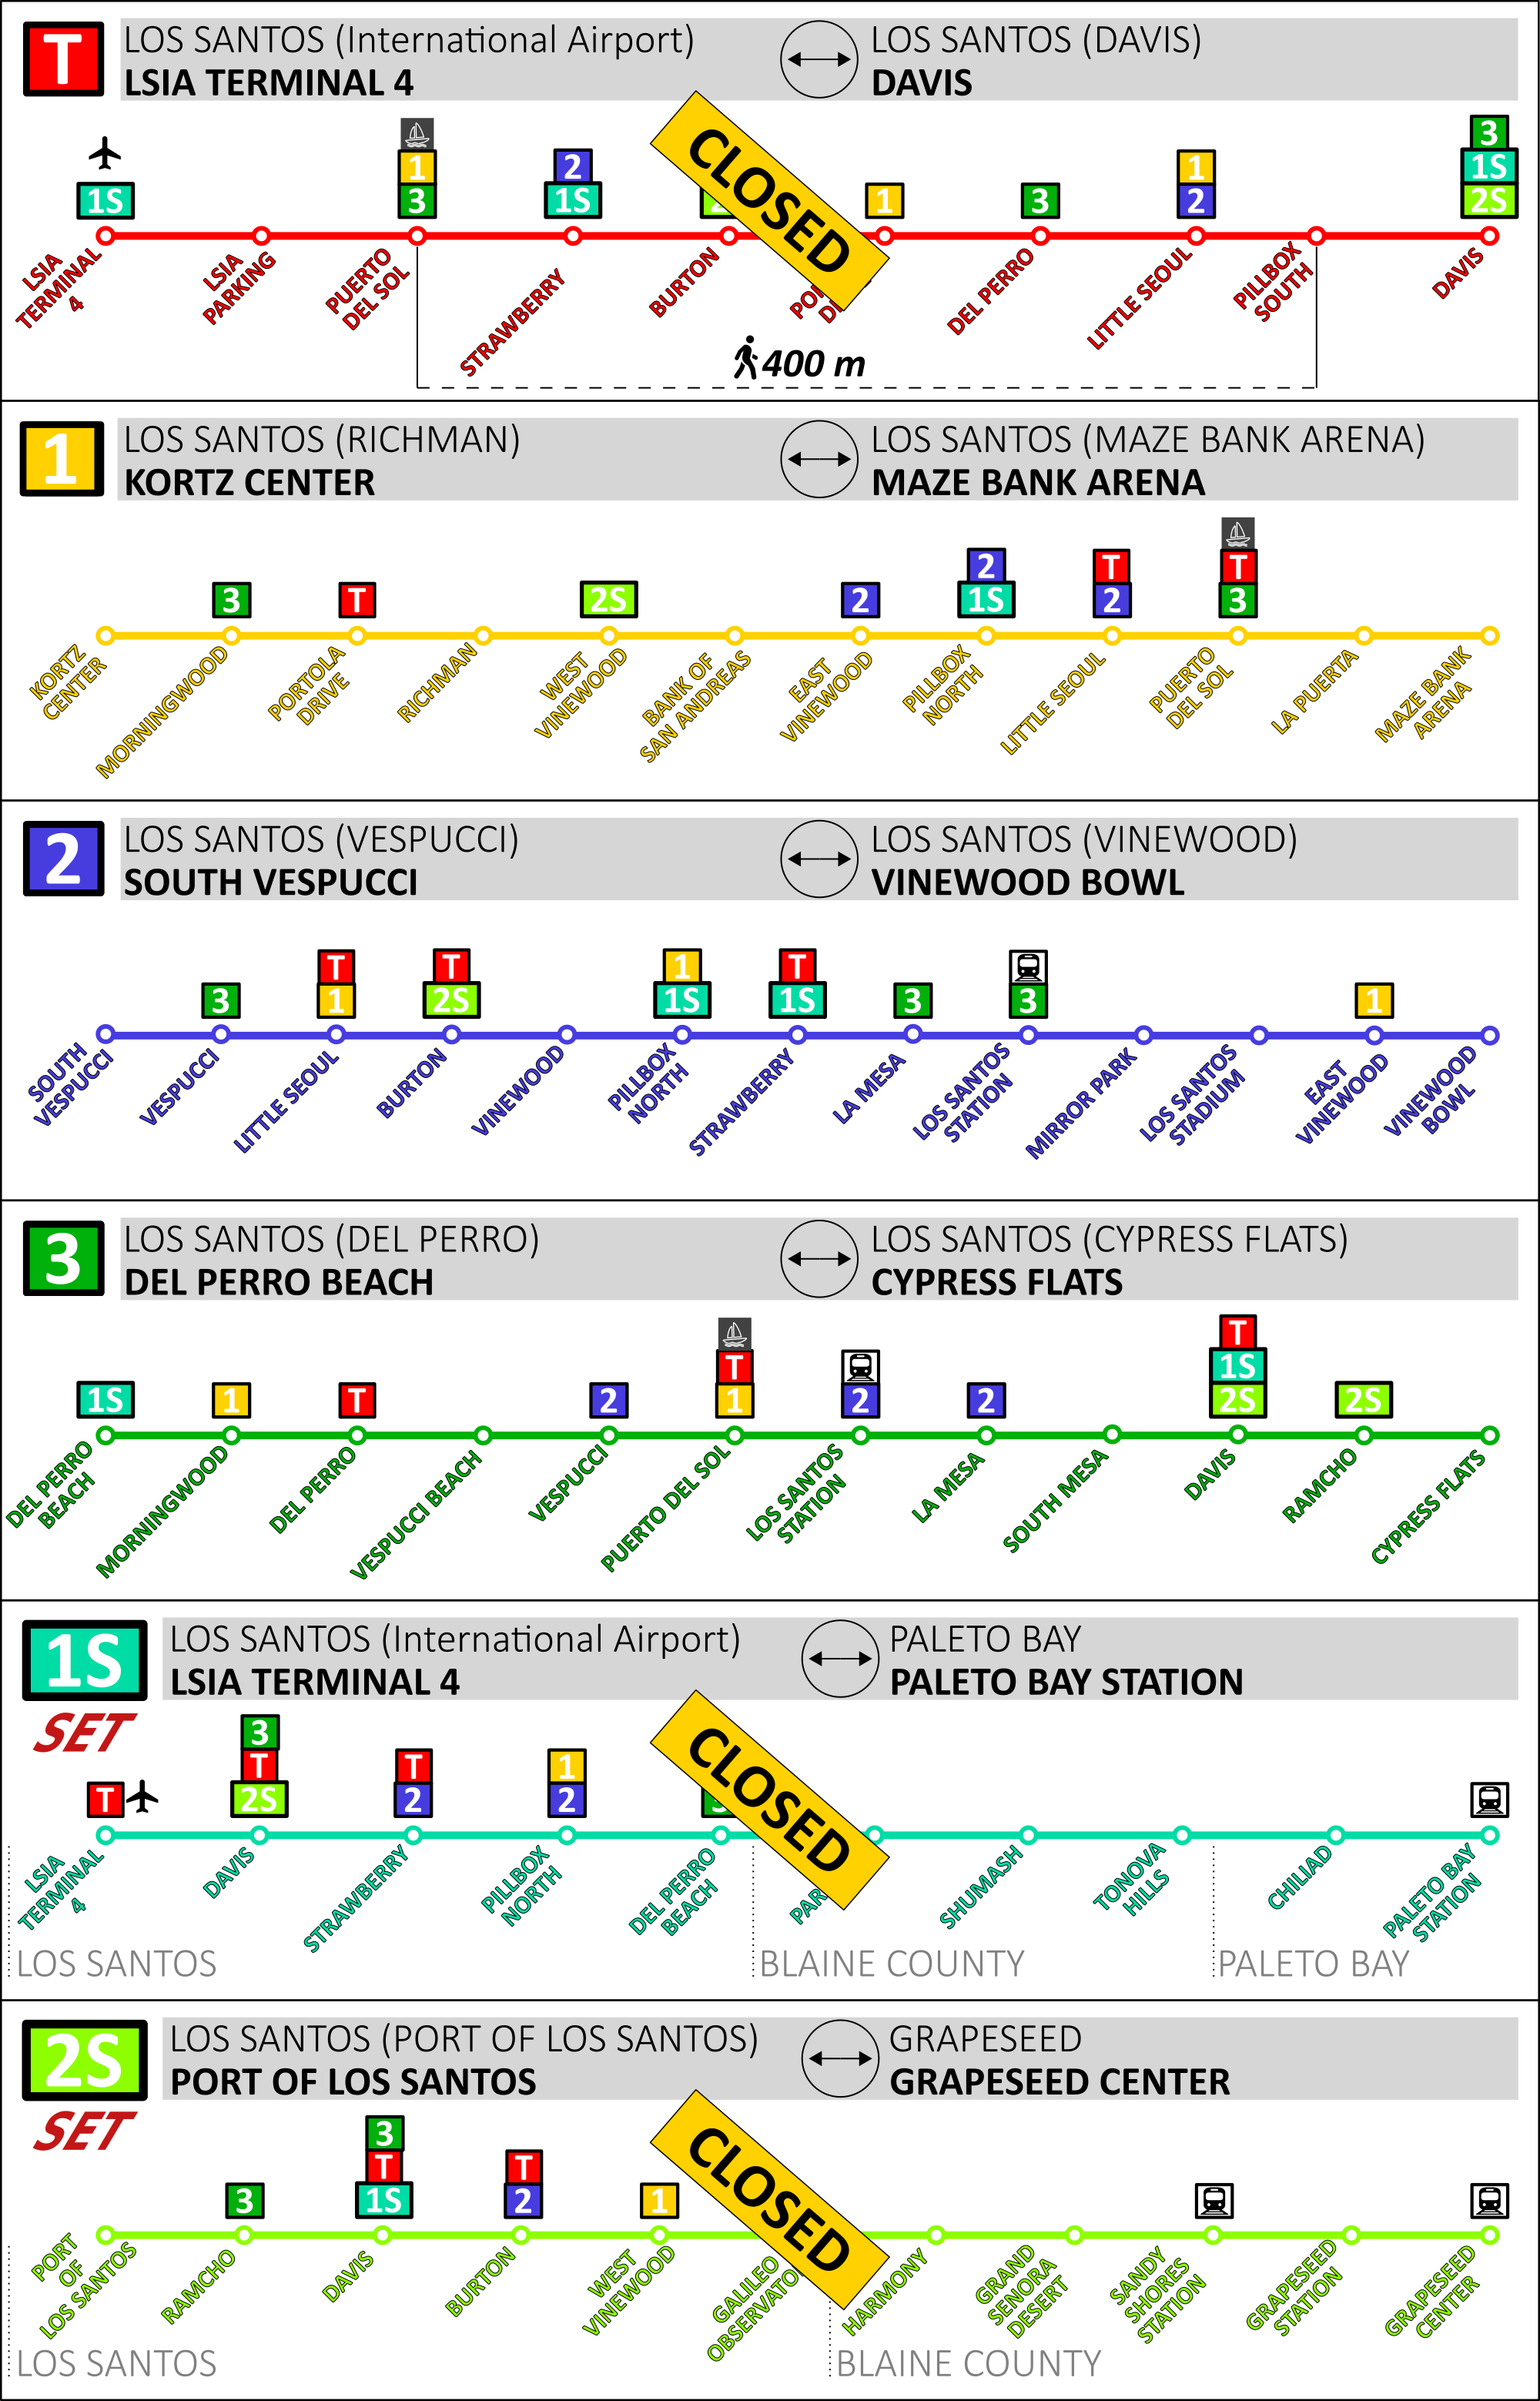 T
LOS SANTOS (International Airport)
LSIA TERMINAL 4
LOS SANTOS (DAVIS)
DAVIS
CLOSED
1S
1
3
2
1S
1
3
1
2
3
1S
2S
LSIA
TERMINAL
4
LSIA
PARKING
PUERTO
DEL SOL
STRAWBERRY
BURTON
DEL PERRO
LITTLE SEOUL
PILLBOX
SOUTH
DAVIS
400 m
1
LOS SANTOS (RICHMAN)
KORTZ CENTER
LOS SANTOS (MAZE BANK ARENA)
MAZE BANK ARENA
3
T
2S
2
2
1S
T
2
T
3
KORTZ
CENTER
MORNINGWOOD
PORTOLA
DRIVE
RICHMAN
WEST
VINEWOOD
BANK OF
SAN ANDREAS
EAST
VINEWOOD
PILLBOX
NORTH
LITTLE SEOUL
PUERTO
DEL SOL
LA PUERTA
MAZE BANK
ARENA
2
LOS SANTOS (VESPUCCI)
SOUTH VESPUCCI
LOS SANTOS (VINEWOOD)
VINEWOOD BOWL
3
T
1
T
2S
1
1S
T
1S
3
3
1
SOUTH
VESPUCCI
VESPUCCI
LITTLE SEOUL
BURTON
VINEWOOD
PILLBOX
NORTH
STRAWBERRY
LA MESA
LOS SANTOS
STATION
MIRROR PARK
LOS SANTOS
STADIUM
EAST
VINEWOOD
VINEWOOD
BOWL
3
LOS SANTOS (DEL PERRO)
DEL PERRO BEACH
LOS SANTOS (CYPRESS FLATS)
CYPRESS FLATS
1S
1
T
2
T
1
2
2
T
1S
2S
2S
DEL PERRO
BEACH
MORNINGWOOD
DEL PERRO
VESPUCCI BEACH
VESPUCCI
PUERTO DEL SOL
LOS SANTOS
STATION
LA MESA
SOUTH MESA
DAVIS
RAMCHO
CYPRESS FLATS
1S
SET
LOS SANTOS (International Airport)
LSIA TERMINAL 4
PALETO BAY
PALETO BAY STATION
CLOSED
T
3
T
2S
T
2
1
2
LSIA
TERMINAL
4
DAVIS
STRAWBERRY
PILLBOX
NORTH
DEL PERRO
BEACH
SHUMASH
TONOVA
HILLS
CHILIAD
PALETO BAY
STATION
LOS SANTOS
BLAINE COUNTY
PALETO BAY
2S
SET
LOS SANTOS (PORT OF LOS SANTOS)
PORT OF LOS SANTOS
GRAPESEED
GRAPESEED CENTER
CLOSED
3
3
T
1S
T
2
1
PORT
OF
LOS SANTOS
RAMCHO
DAVIS
BURTON
WEST
VINEWOOD
GALILEO
HARMONY
GRAND
SENORA
DESERT
SANDY
SHORES
STATION
GRAPESEED
STATION
GRAPESEED
CENTER
LOS SANTOS
BLAINE COUNTY